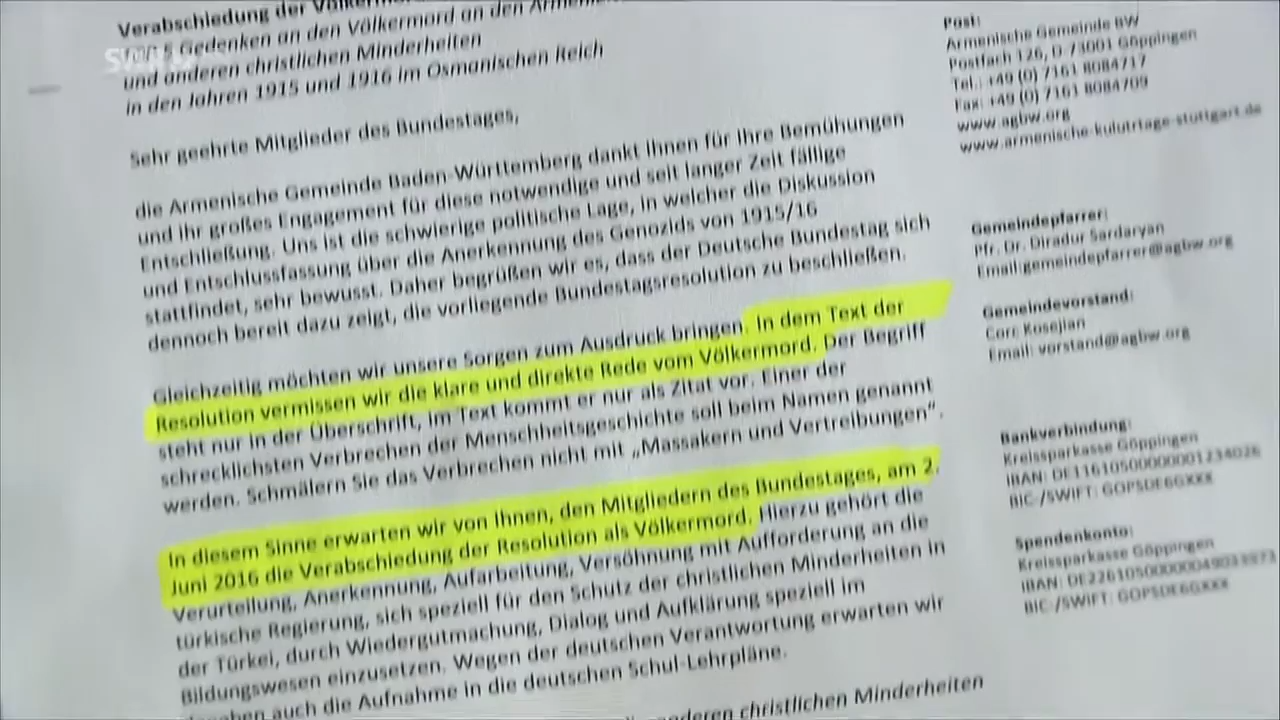 Verabschiedung der
Gedenken an den Völkermord an den
und anderen christlichen Minderheiten
in den Jahren 1915 und 1916 im Osmanischen Reich
Sehr geehrte Mitglieder des Bundestages,
die Armenische Gemeinde Baden-Württemberg dankt Ihnen für Ihre Bemühungen
und ihr großes Engagement für diese notwendige und seit langer Zeit fällige
Entschließung. Uns ist die schwierige politische Lage, in welcher die Diskussion
und Entschlussfassung über die Anerkennung des Genozids von 1915/16
stattfindet, sehr bewusst. Daher begrüßen wir es, dass der Deutsche Bundestag sich
dennoch bereit dazu zeigt, die vorliegende Bundestagsresolution zu beschließen.
Gleichzeitig möchten wir unsere Sorgen zum Ausdruck bringen. In dem Text der
Resolution vermissen wir die klare und direkte Rede vom Völkermord. Der Begriff
steht nur in der Überschrift, im Text kommt er nur als Zitat vor. Einer der
schrecklichsten Verbrechen der Menschheitsgeschichte soll beim Namen genannt
werden. Schmälern Sie das Verbrechen nicht mit „Massakern und Vertreibungen“.
In diesem Sinne erwarten wir von Ihnen, den Mitgliedern des Bundestages, am 2.
Juni 2016 die Verabschiedung der Resolution als Völkermord. Hierzu gehört die
Verurteilung, Anerkennung, Aufarbeitung, Versöhnung mit Aufforderung an die
türkische Regierung, sich speziell für den Schutz der christlichen Minderheiten in
der Türkei, durch Wiedergutmachung, Dialog und Aufklärung speziell im
Bildungswesen einzusetzen. Wegen der deutschen Verantwortung erwarten wir
auch die Aufnahme in die deutschen Schul-Lehrpläne.
anderen christlichen Minderheiten
Post:
Armenische Gemeinde BW
Postfach 126, D-73001 Göppingen
Tel.: +49 (0) 7161 8084717
Fax: +49 (0) 7161 8084709
www.agbw.org
www.armenische-kulutrtage-stuttgart.de
Gemeindepfarrer:
Pfr. Dr. Diradur Sardaryan
Email:gemeindepfarrer@agbw.org
Gemeindevorstand:
Corc Kosejian
Email: vorstand@agbw.org
Bankverbindung:
Kreissparkasse Göppingen
IBAN: DE11610500000001234026
BIC-/SWIFT: GOPSDE6GXXX
Spendenkonto:
Kreissparkasse Göppingen
IBAN:
BIC-/SWIFT: GOPSDE6GXXX